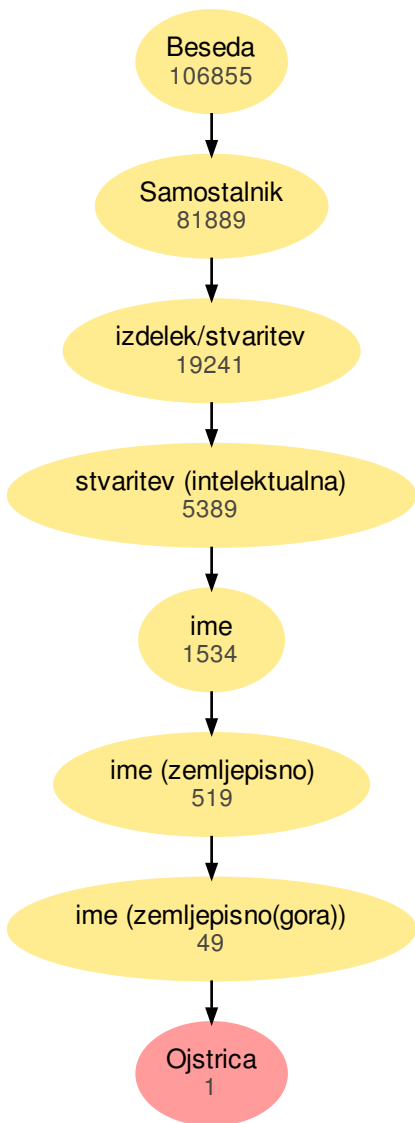 Beseda
106855
Samostalnik
81889
izdelek/stvaritev
19241
stvaritev (intelektualna)
5389
ime
1534
ime (zemljepisno)
519
ime (zemljepisno(gora))
49
Ojstrica
1